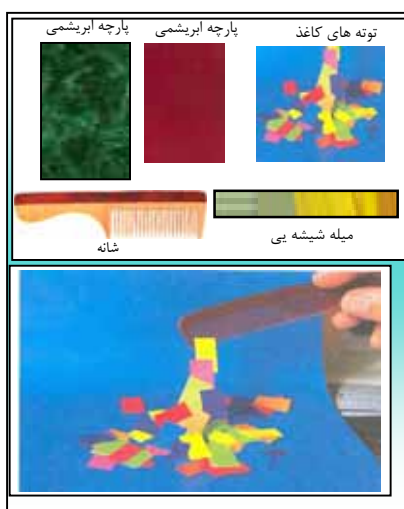 توته های کاغذ
پارچه ابریشمی
پارچه ابریشمی
میله شیشه یی
شانه